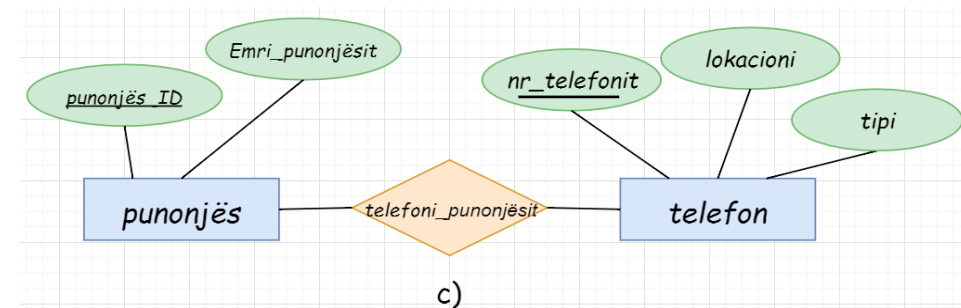 Emri_punonjësit
punonjës_ID
nr_telefonit
lokacioni
tipi
punonjës
telefoni_punonjësit
telefon
c)